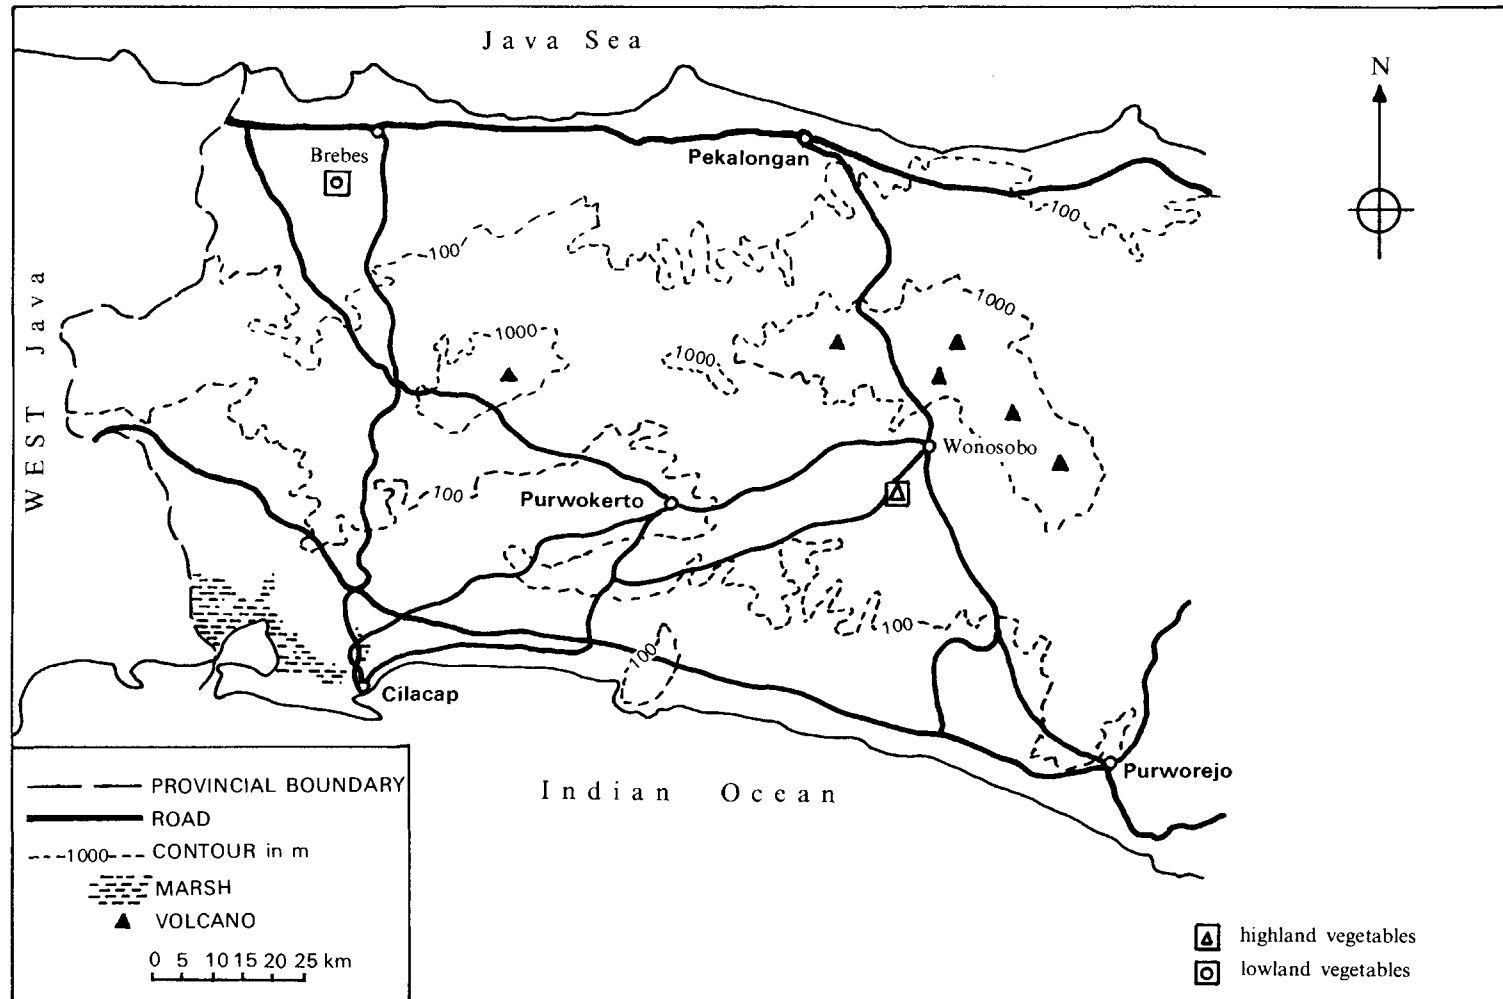 Java Sea
N
Brebes
Pekalongan
100
100
1000
1000
1000
WEST Java
Wonosobo
100
Purwokerto
100
100
Cilacap
Purworejo
Indian Ocean
PROVINCIAL BOUNDARY
ROAD
1000 CONTOUR in m
MARSH
VOLCANO
0 5 10 15 20 25 km
highland vegetables
lowland vegetables